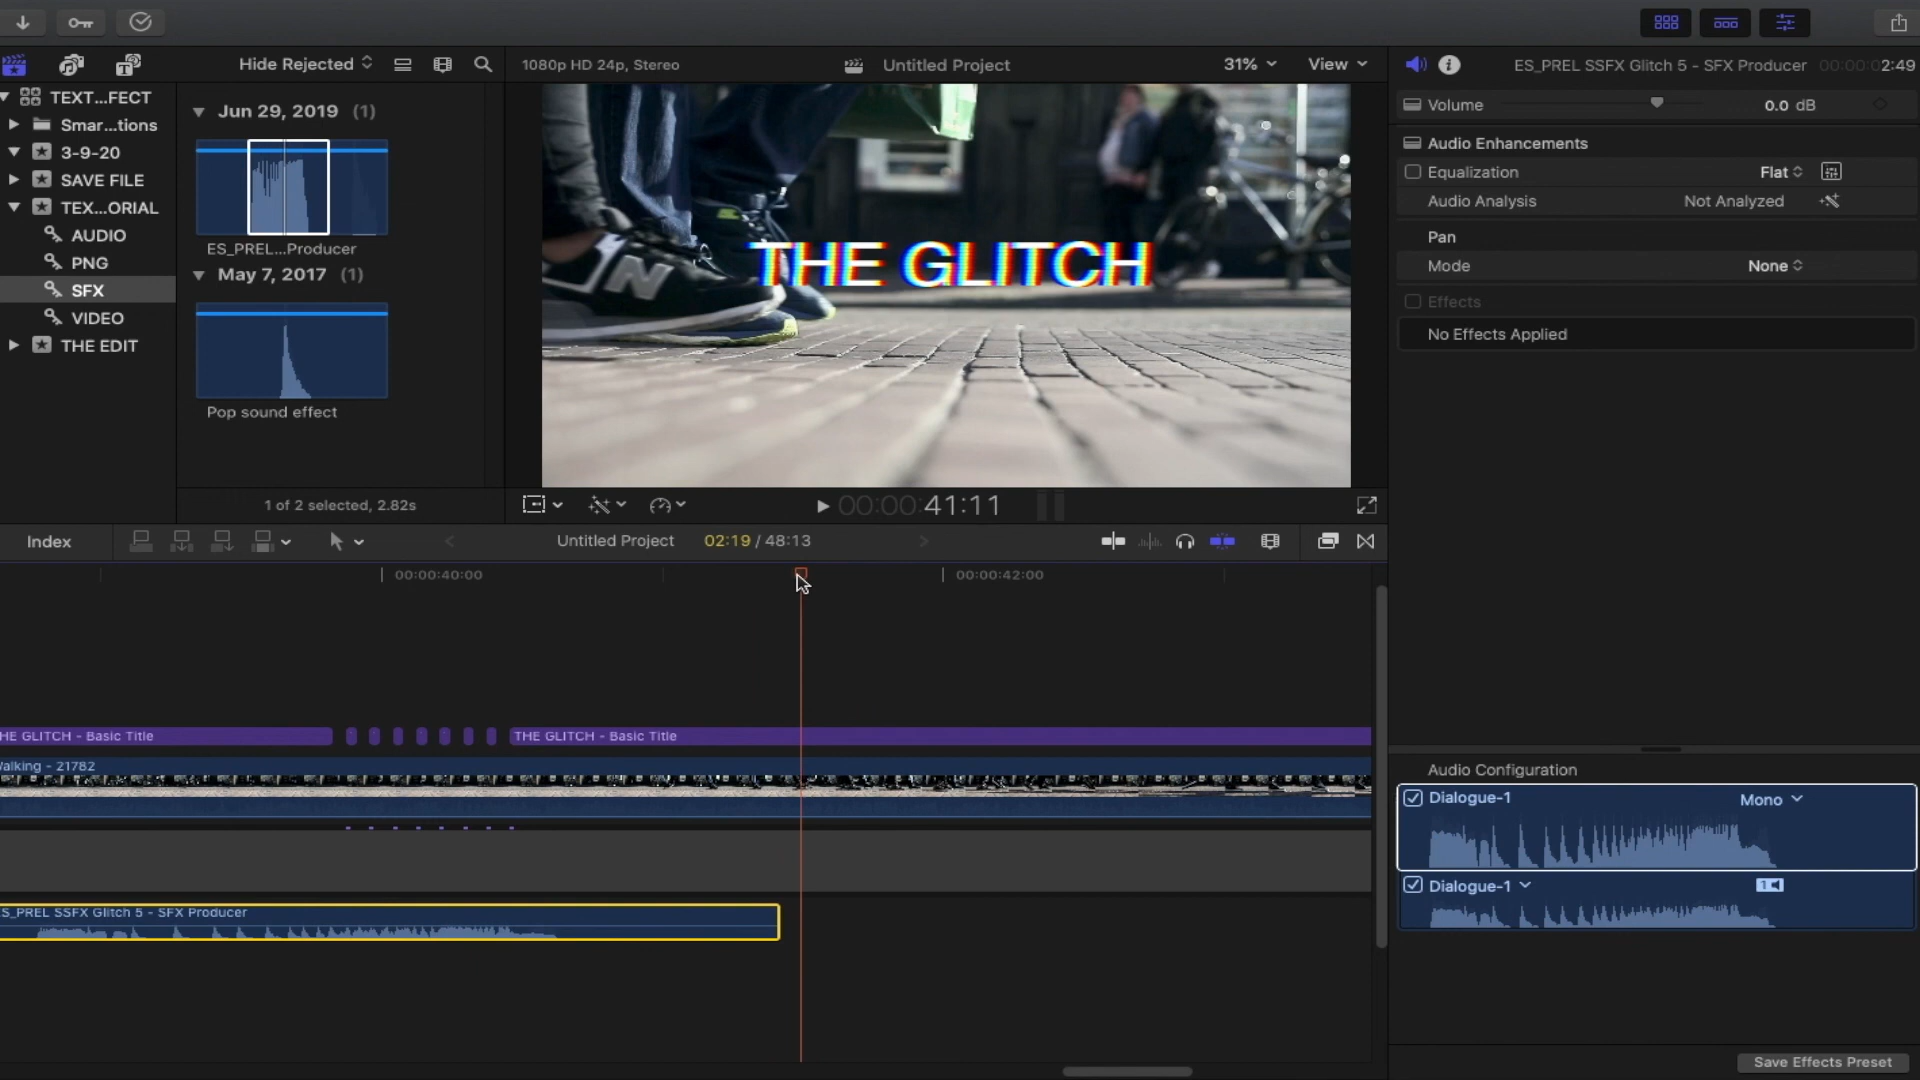 Hide Rejected
1080p HD 24p, Stereo
Untitled Project
31%
View
ES_PREL SSFX Glitch 5 - SFX Producer
00:00:02:49
TEXT...FECT
Smar...tions
3-9-20
SAVE FILE
TEX...ORIAL
AUDIO
PNG
SFX
VIDEO
THE EDIT
Jun 29, 2019 (1)
ES_PREL...Producer
May 7, 2017 (1)
Pop sound effect
1 of 2 selected, 2.82s
N
THE GLITCH
00:00:41:11
Volume
0.0 dB
Audio Enhancements
Equalization
Flat
Audio Analysis
Not Analyzed
Pan
Mode
None
Effects
No Effects Applied
Index
Untitled Project
02:19 / 48:13
00:00:40:00
00:00:42:00
HE GLITCH - Basic Title
THE GLITCH - Basic Title
alking - 21782
S_PREL SSFX Glitch 5 - SFX Producer
Audio Configuration
Dialogue-1
Mono
Dialogue-1
1
Save Effects Preset